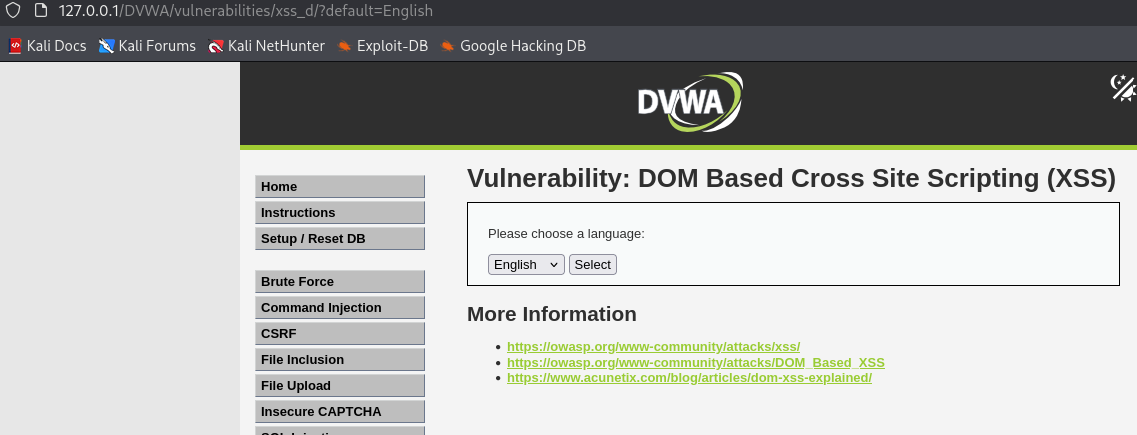 127.0.0.1/DVWA/vulnerabilities/xss_d/?default=English
Kali Docs Kali Forums Kali NetHunter Exploit-DB Google Hacking DB
DVWA
Vulnerability: DOM Based Cross Site Scripting (XSS)
Home
Instructions
Setup / Reset DB
Brute Force
Command Injection
CSRF
File Inclusion
File Upload
Insecure CAPTCHA
Please choose a language:
English Select
More Information
https://owasp.org/www-community/attacks/xss/
https://owasp.org/www-community/attacks/DOM_Based_XSS
https://www.acunetix.com/blog/articles/dom-xss-explained/